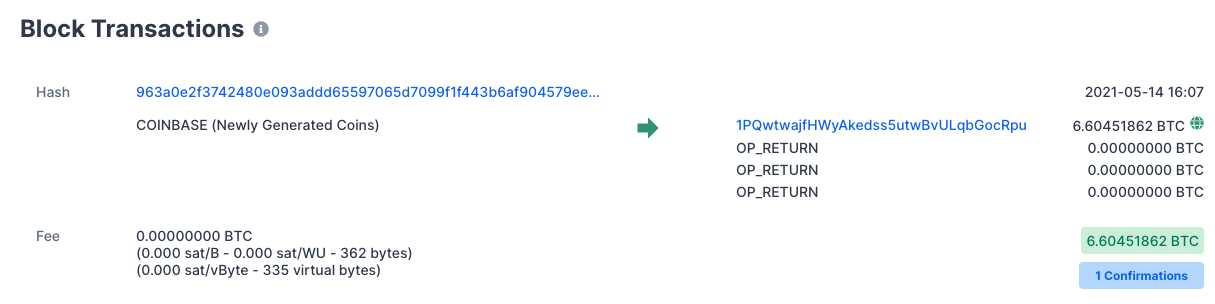 Block Transactions
Hash 963a0e2f3742480e093addd65597065d7099f1f443b6af904579ee... 2021-05-14 16:07
COINBASE (Newly Generated Coins) 1PQwtwajfHWyAkedss5utwBvULqbGocRpu 6.60451862 BTC
OP_RETURN 0.00000000 BTC
OP_RETURN 0.00000000 BTC
OP_RETURN 0.00000000 BTC
Fee 0.00000000 BTC 6.60451862 BTC
(0.000 sat/B - 0.000 sat/WU - 362 bytes)
(0.000 sat/vByte - 335 virtual bytes) 1 Confirmations